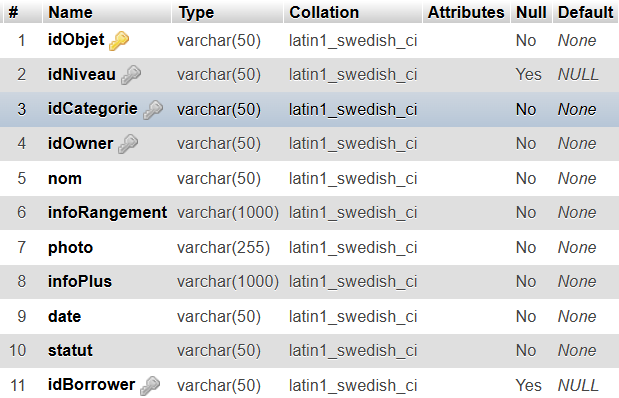 # Name Type Collation Attributes Null Default
1 idObjet varchar(50) latin1_swedish_ci No None
2 idNiveau varchar(50) latin1_swedish_ci Yes NULL
3 idCategorie varchar(50) latin1_swedish_ci No None
4 idOwner varchar(50) latin1_swedish_ci No None
5 nom varchar(50) latin1_swedish_ci No None
6 infoRangement varchar(1000) latin1_swedish_ci No None
7 photo varchar(255) latin1_swedish_ci No None
8 infoPlus varchar(1000) latin1_swedish_ci No None
9 date varchar(50) latin1_swedish_ci No None
10 statut varchar(50) latin1_swedish_ci No None
11 idBorrower varchar(50) latin1_swedish_ci Yes NULL